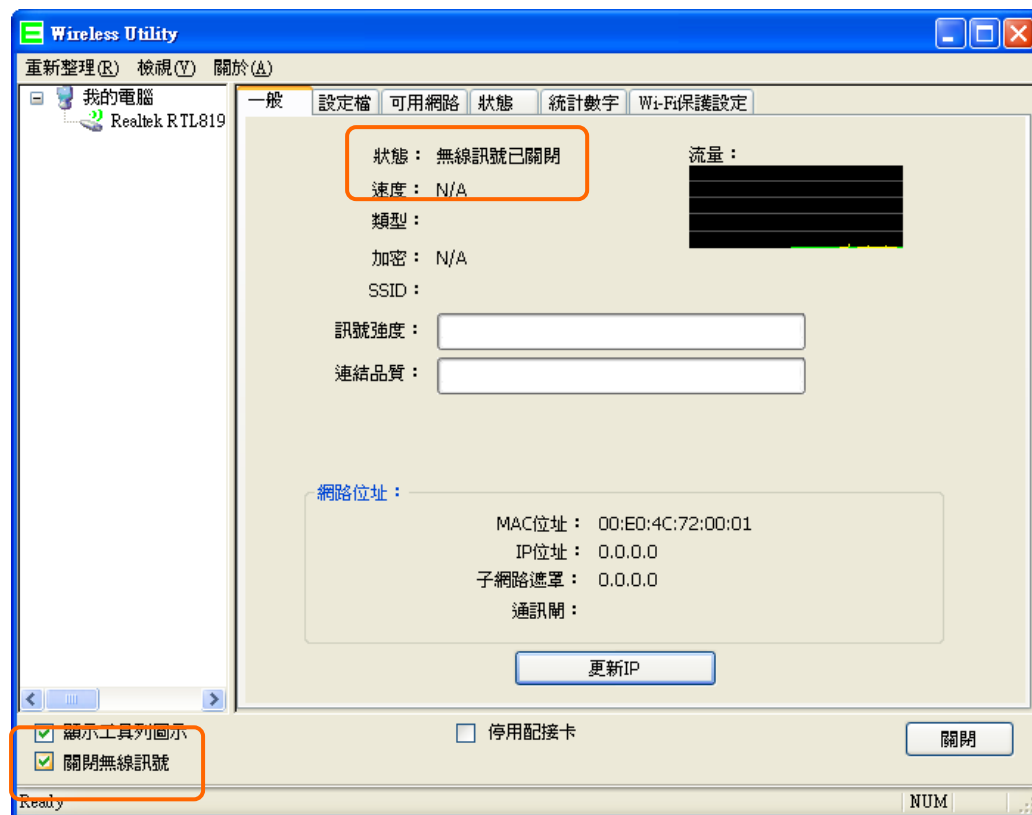 Wireless Utility
重新整理(R) 檢視(V) 關於(A)
我的電腦
Realtek RTL819
一般 設定檔 可用網路 狀態 統計數字 Wi-Fi保護設定
狀態： 無線訊號已關閉
流量：
速度： N/A
類型：
加密： N/A
SSID：
訊號強度：
連結品質：
網路位址：
MAC位址： 00:E0:4C:72:00:01
IP位址： 0.0.0.0
子網路遮罩： 0.0.0.0
通訊閘：
更新IP
顯示工具列圖示
停用配接卡
關閉
關閉無線訊號
Ready
NUM